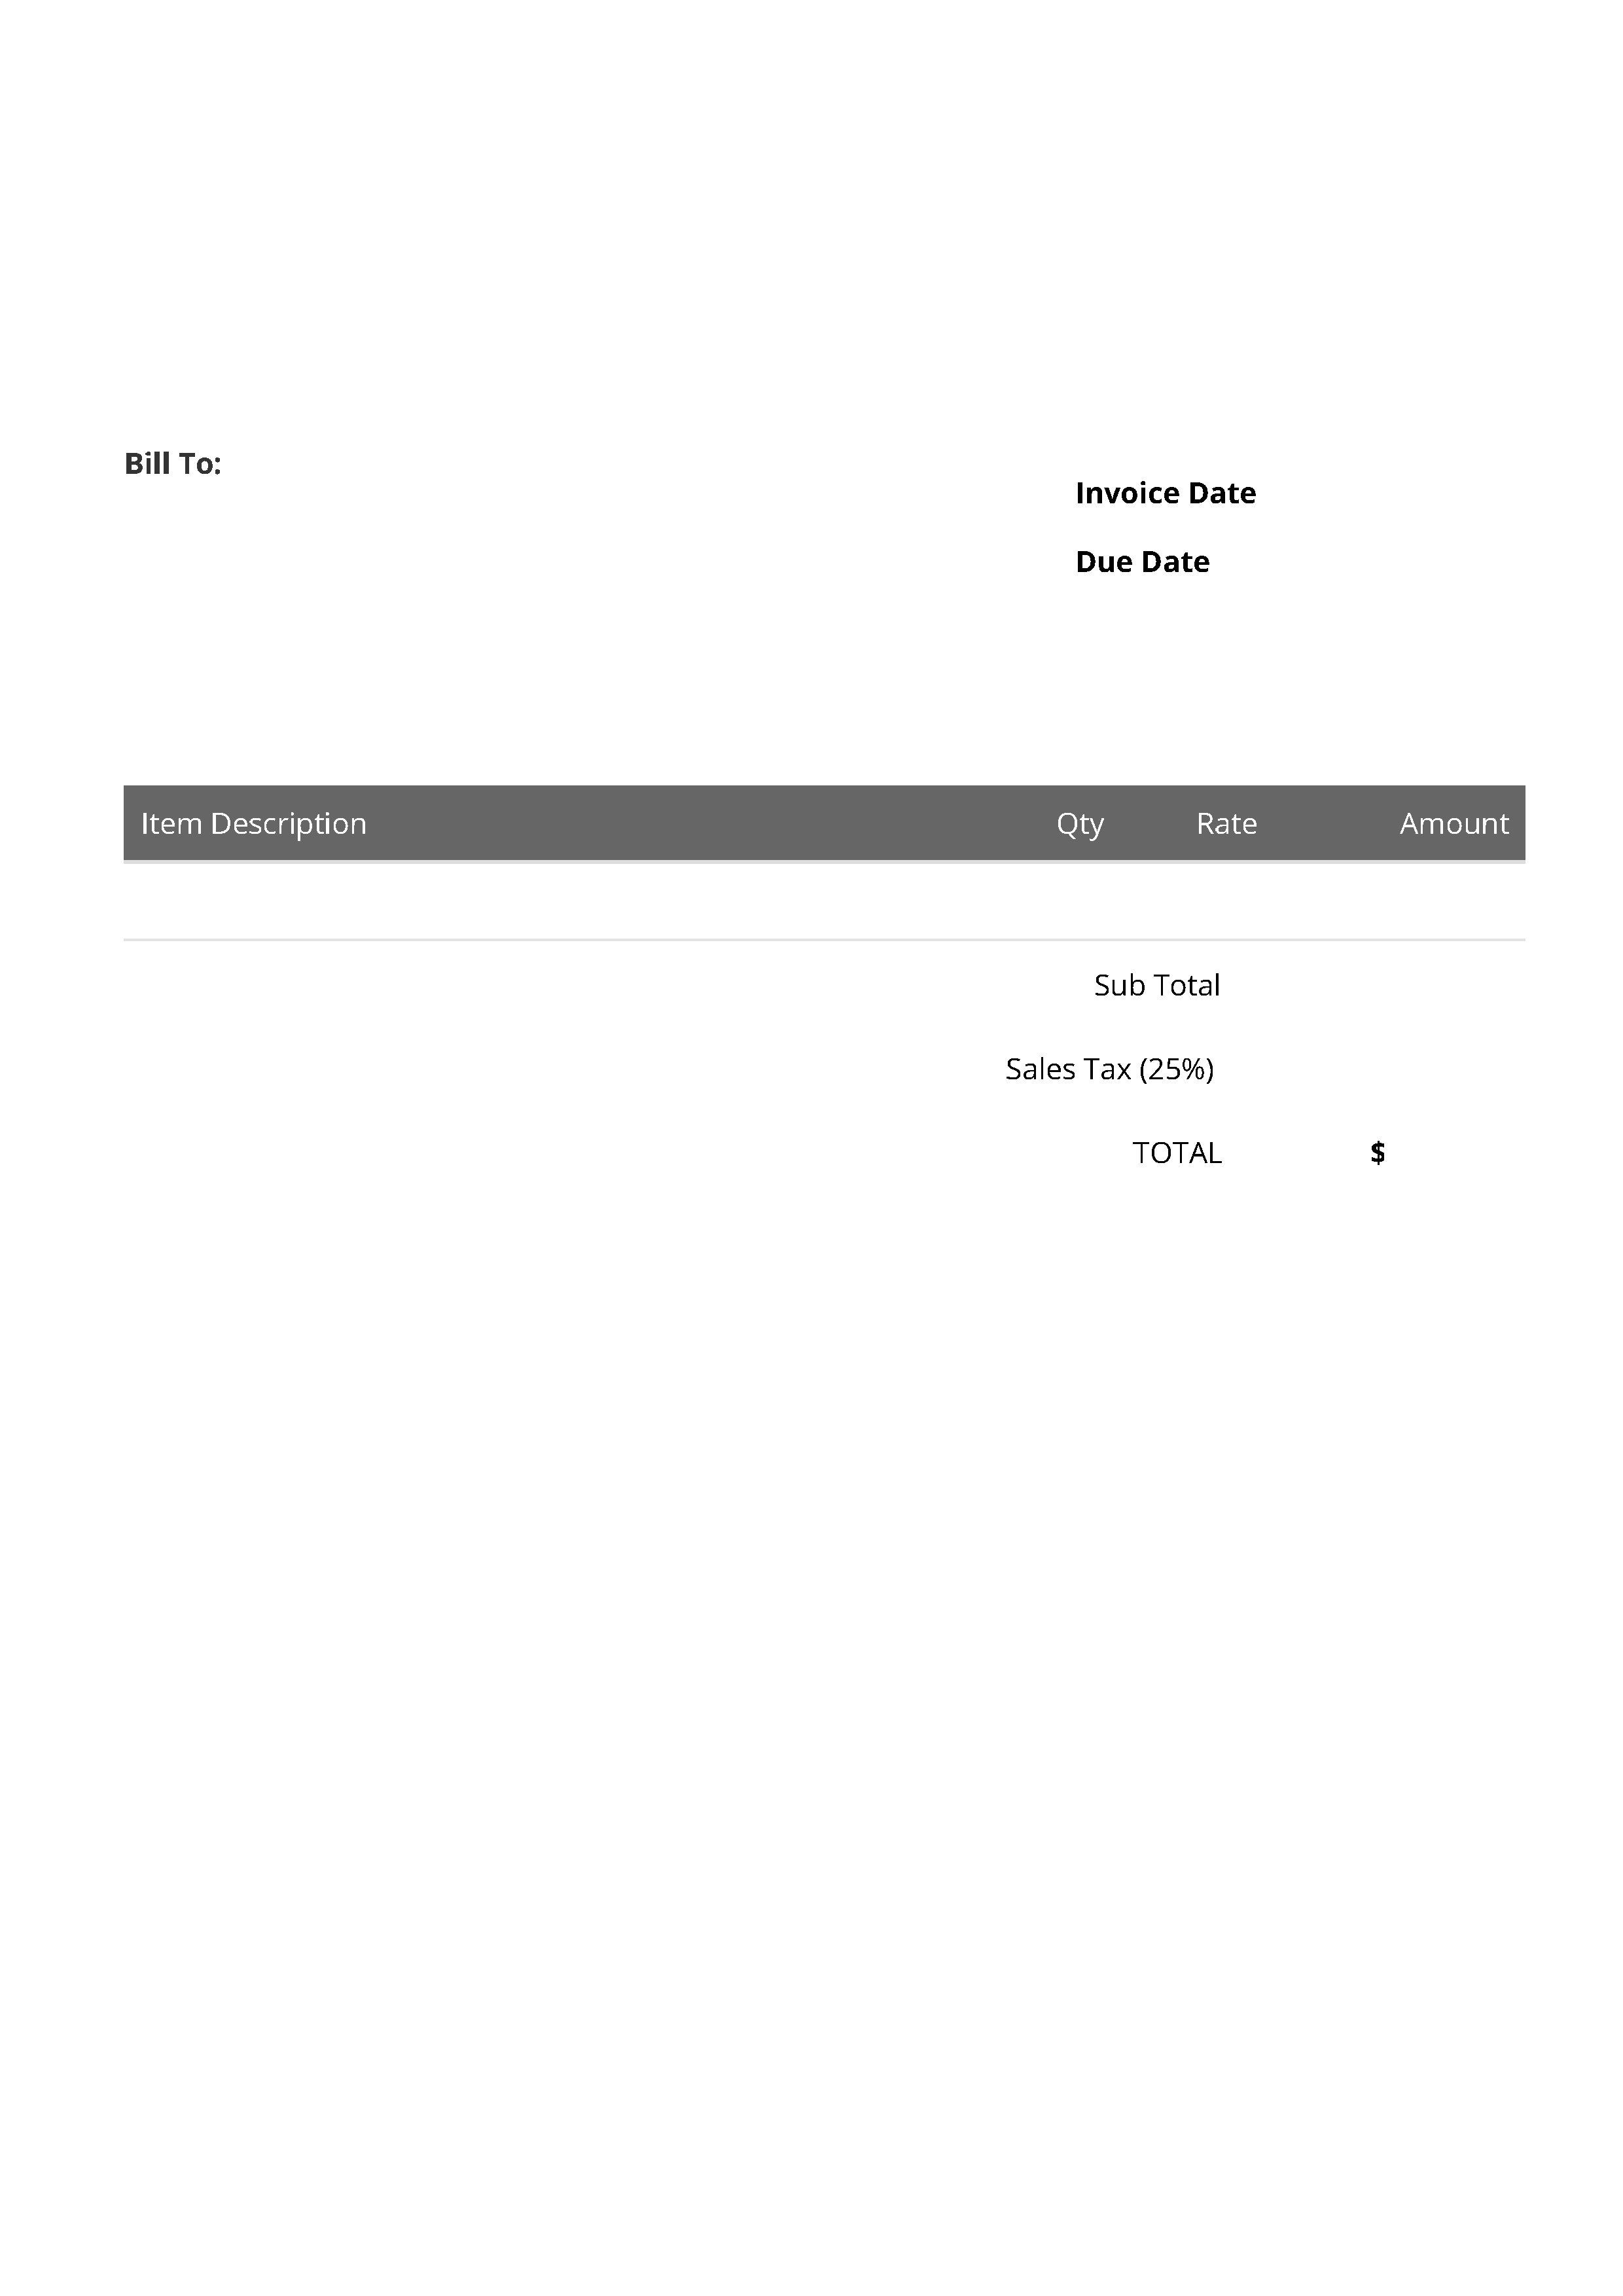 Bill To:
Invoice Date
Due Date
Item Description Qty Rate Amount
Sub Total
Sales Tax (25%)
TOTAL $